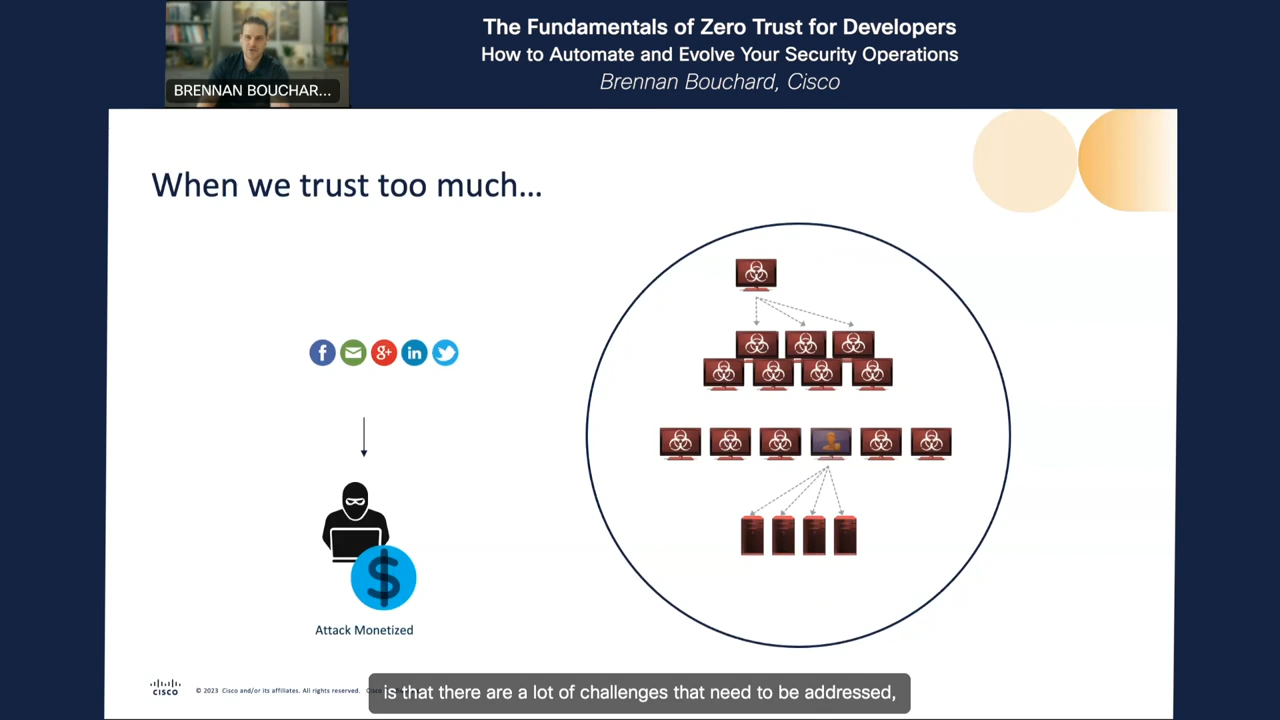 The Fundamentals of Zero Trust for Developers
How to Automate and Evolve Your Security Operations
Brennan Bouchard, Cisco
BRENNAN BOUCHAR...
When we trust too much...
f
g+
in
$
Attack Monetized
CISCO
© 2023 Cisco and/or its affiliates. All rights reserved.
is that there are a lot of challenges that need to be addressed,